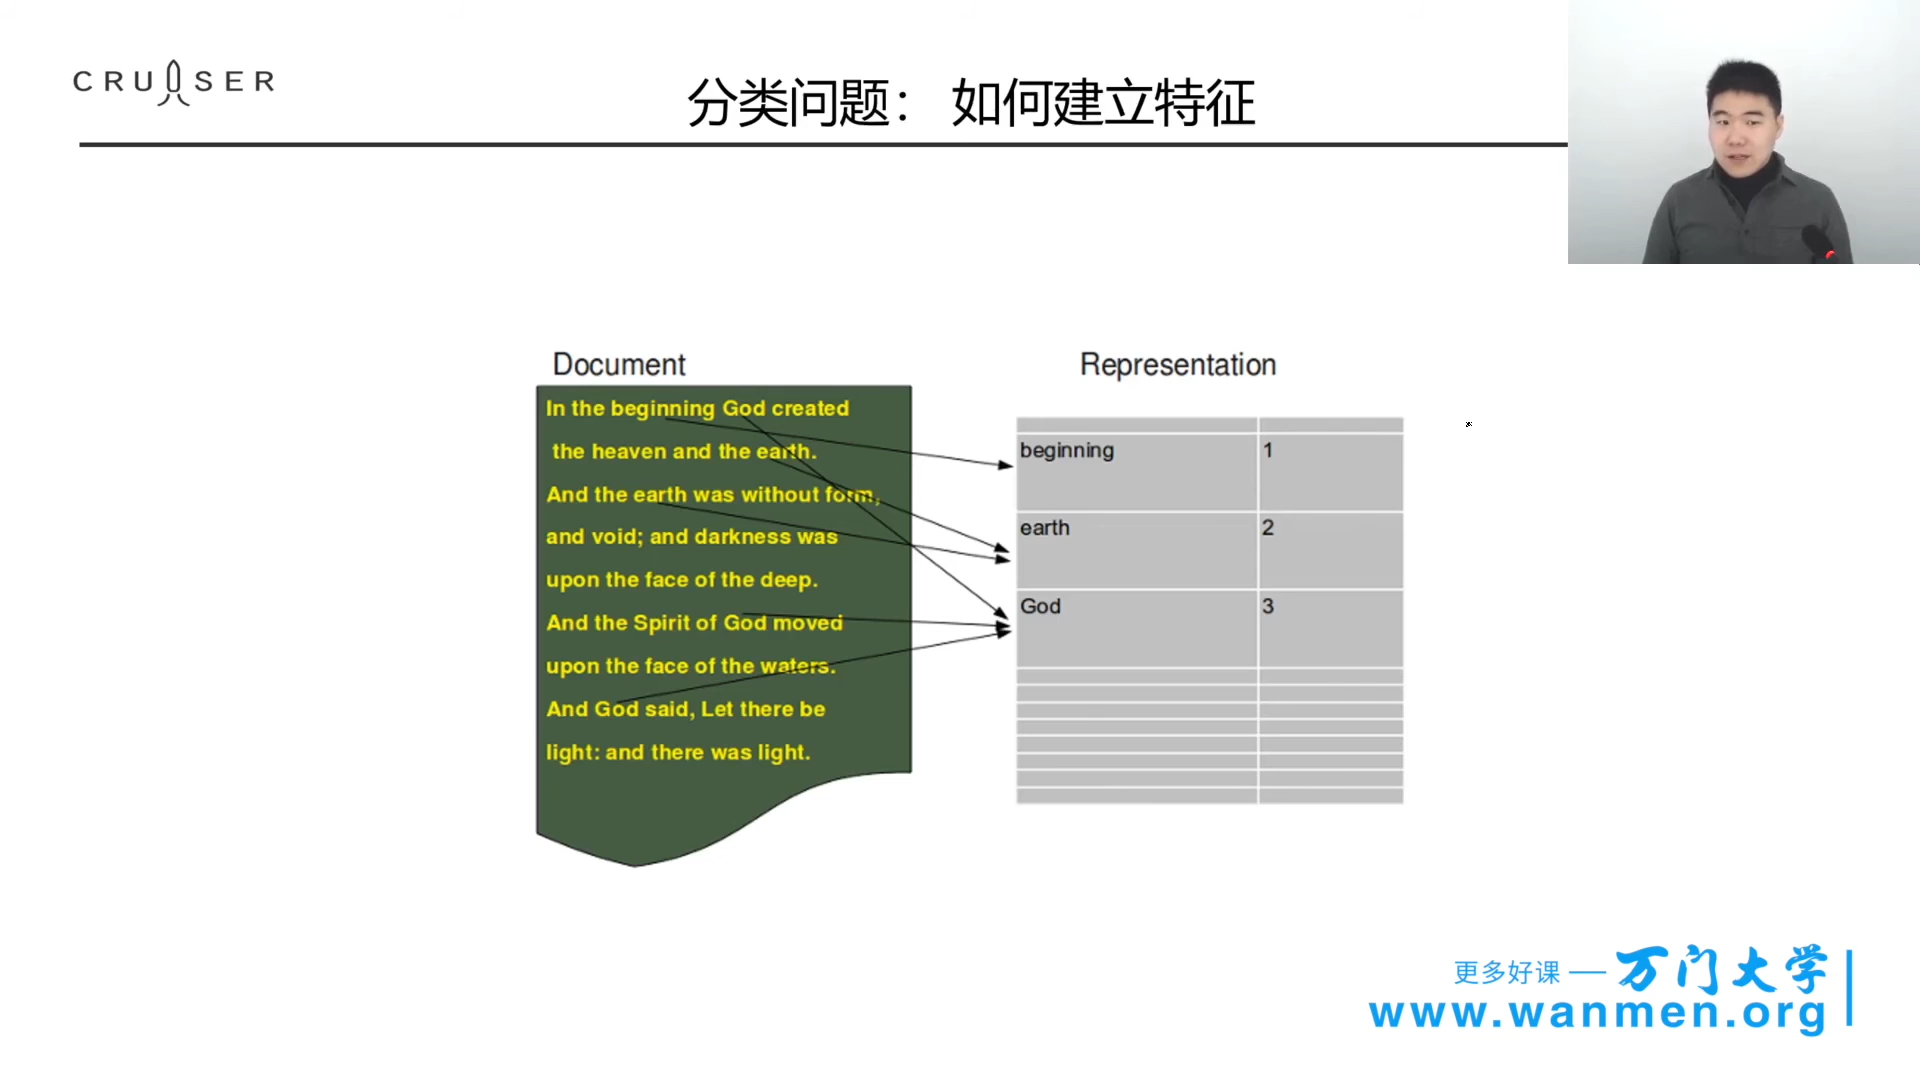 CRUISER
分类问题： 如何建立特征
Document
In the beginning God created
the heaven and the earth.
And the earth was without form,
and void; and darkness was
upon the face of the deep.
And the Spirit of God moved
upon the face of the waters.
And God said, Let there be
light: and there was light.
Representation
beginning 1
earth 2
God 3
更多好课 — 万门大学
www.wanmen.org